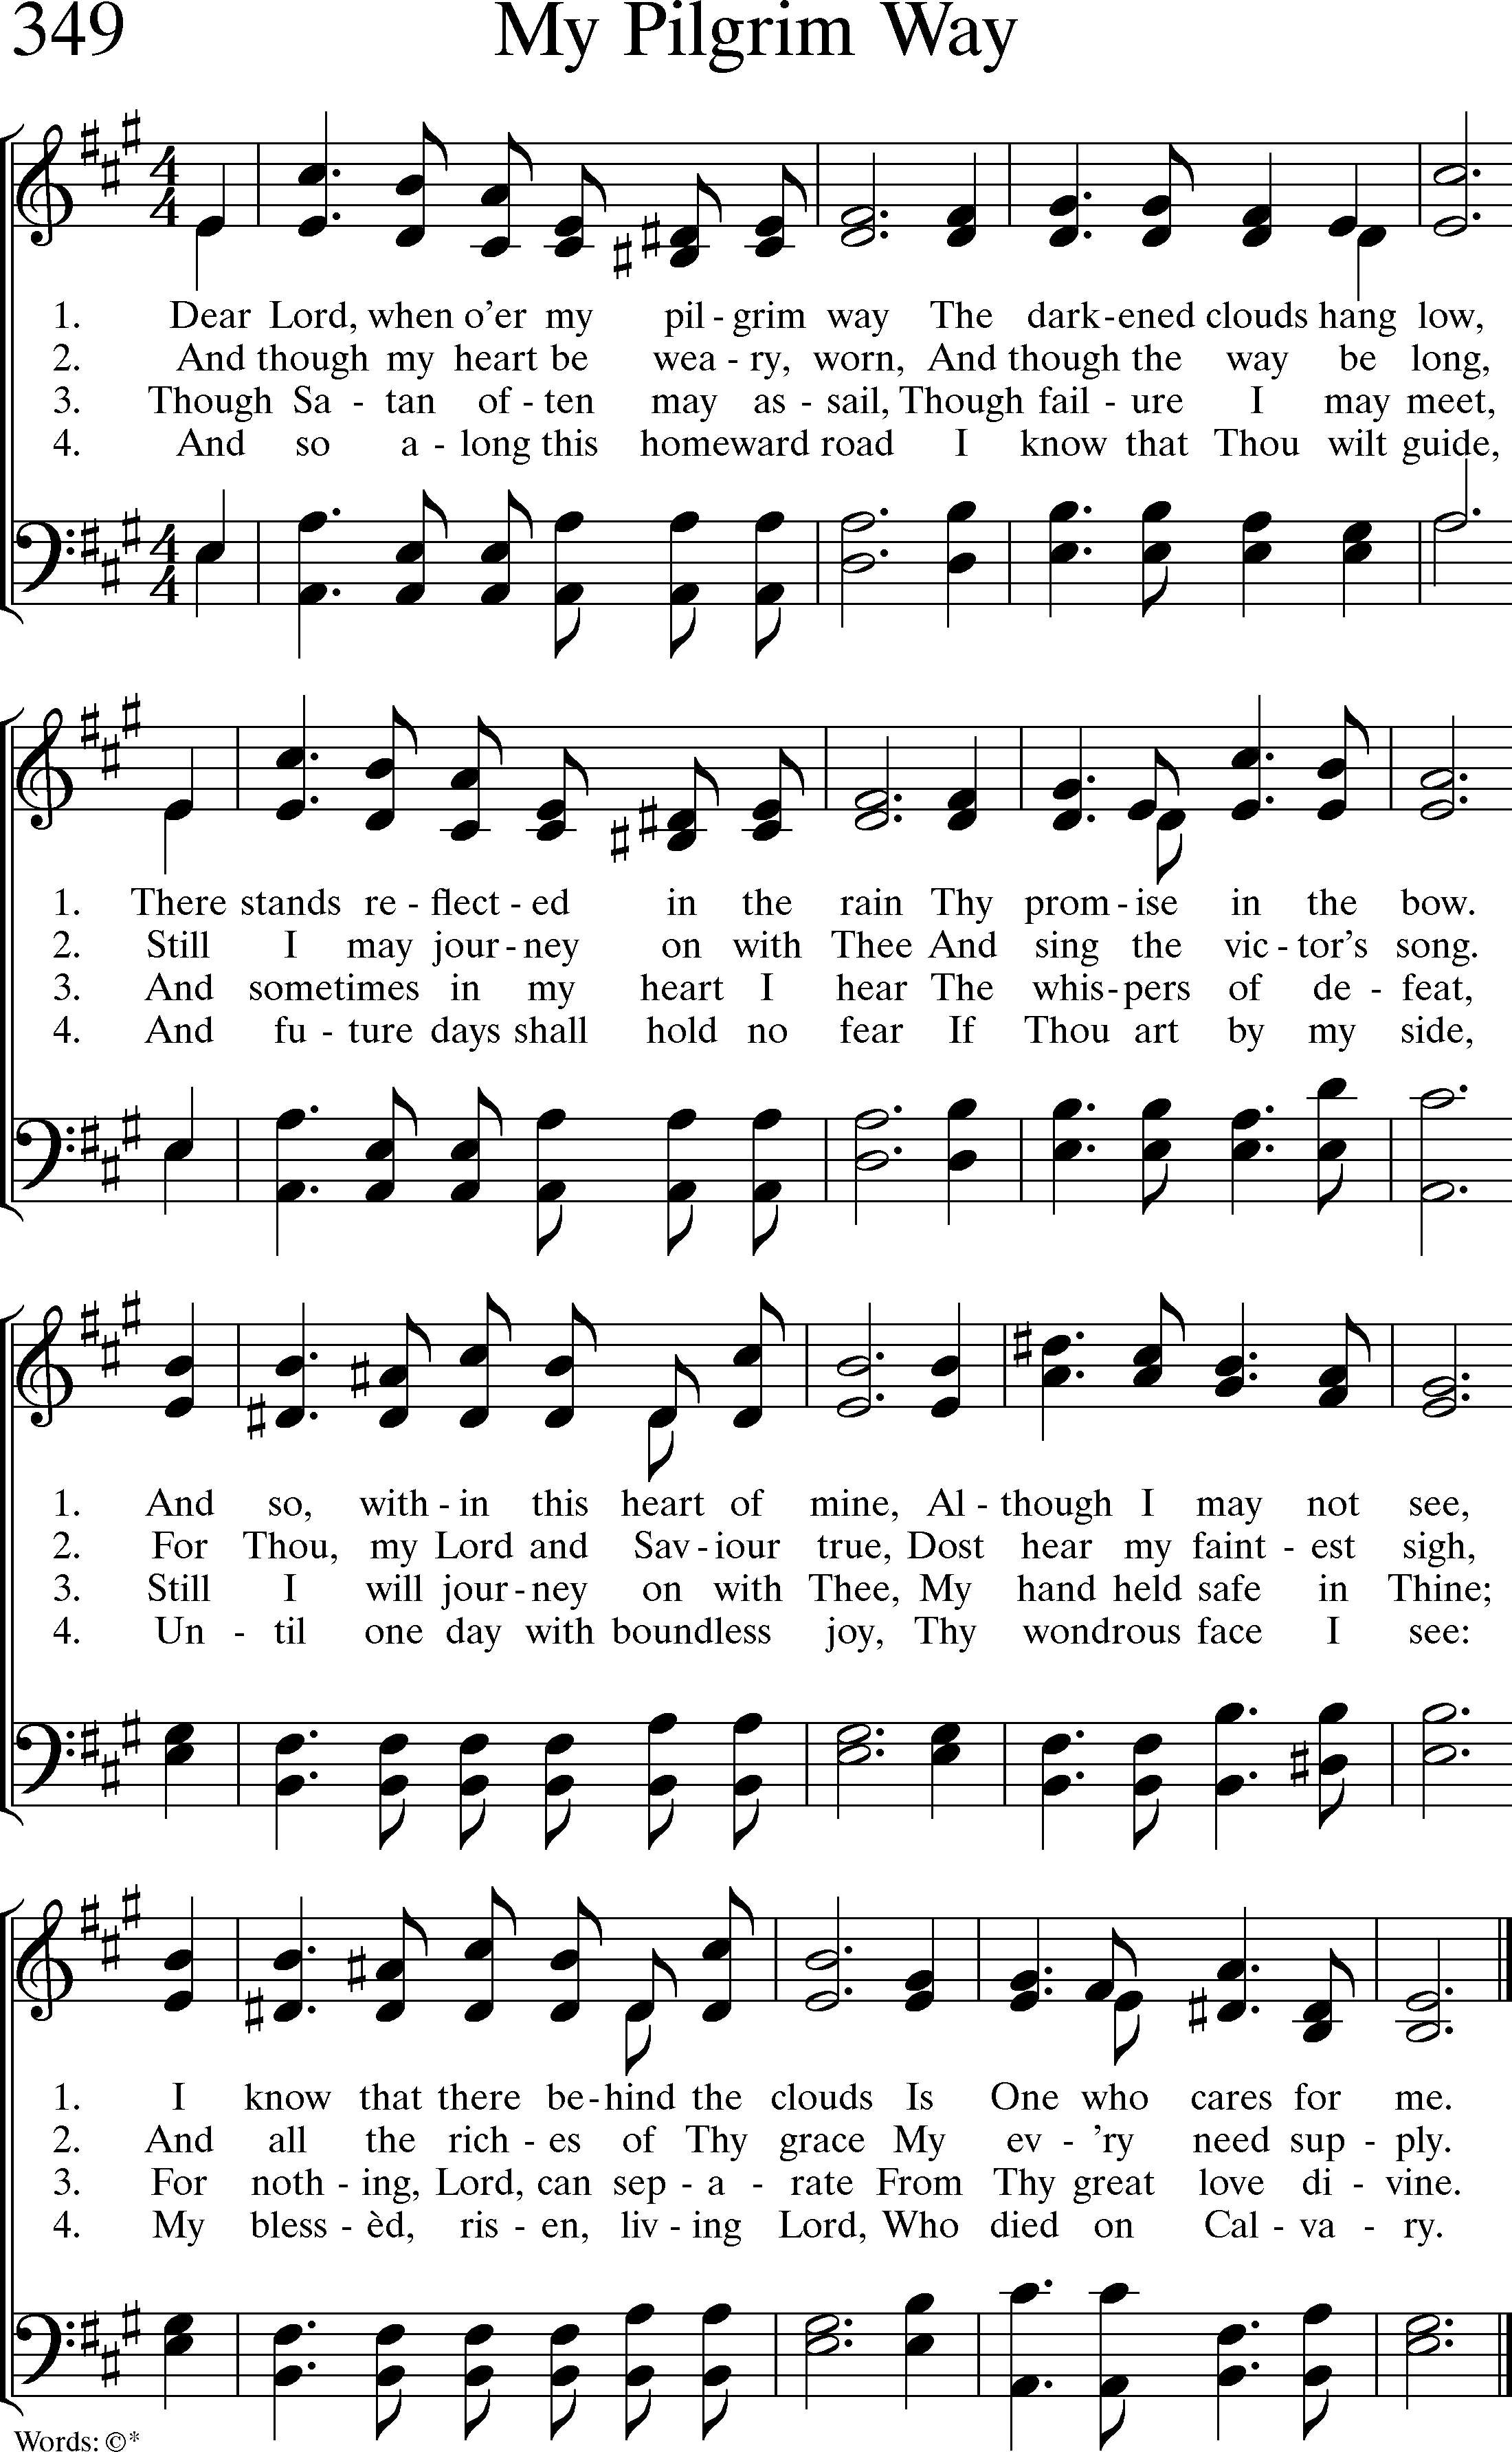 349 My Pilgrim Way
4 4
1. Dear Lord, when o’er my pil - grim way The dark - ened clouds hang low,
2. And though my heart be wea - ry, worn, And though the way be long,
3. Though Sa - tan of - ten may as - sail, Though fail - ure I may meet,
4. And so a - long this homeward road I know that Thou wilt guide,
4 4
1. There stands re - flect - ed in the rain Thy prom - ise in the bow.
2. Still I may jour - ney on with Thee And sing the vic - tor’s song.
3. And sometimes in my heart I hear The whis - pers of de - feat,
4. And fu - ture days shall hold no fear If Thou art by my side,
1. And so, with - in this heart of mine, Al - though I may not see,
2. For Thou, my Lord and Sav - iour true, Dost hear my faint - est sigh,
3. Still I will jour - ney on with Thee, My hand held safe in Thine;
4. Un - til one day with boundless joy, Thy wondrous face I see:
1. I know that there be - hind the clouds Is One who cares for me.
2. And all the rich - es of Thy grace My ev - ’ry need sup - ply.
3. For noth - ing, Lord, can sep - a - rate From Thy great love di - vine.
4. My bless - èd, ris - en, liv - ing Lord, Who died on Cal - va - ry.
Words: ©*